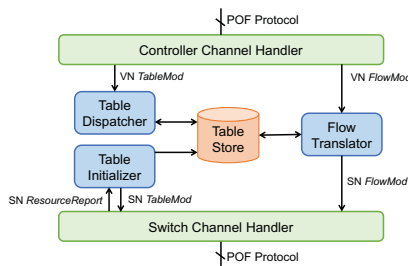 POF Protocol
Controller Channel Handler
VN TableMod
VN FlowMod
Table
Dispatcher
Table
Store
Flow
Translator
Table
Initializer
SN ResourceReport
SN TableMod
SN FlowMod
Switch Channel Handler
POF Protocol